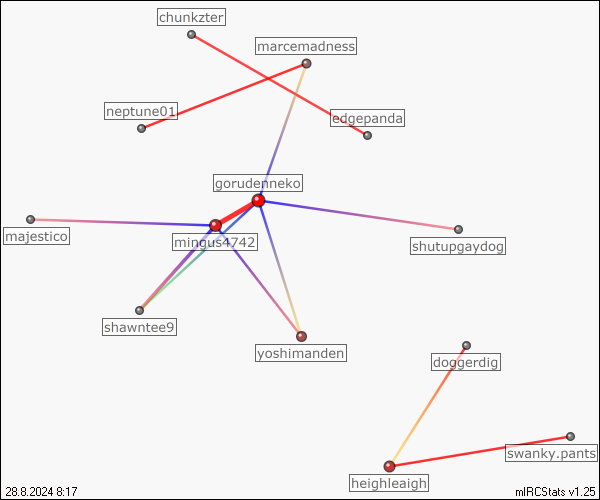 chunkzter
marcemadness
neptune01
edgepanda
gorudenneko
majestico
mingus4742
shutupgaydog
shawntee9
yoshimanden
doggerdig
swanky.pants
heighleaigh
28.8.2024 8:17
mIRCStats v1.25